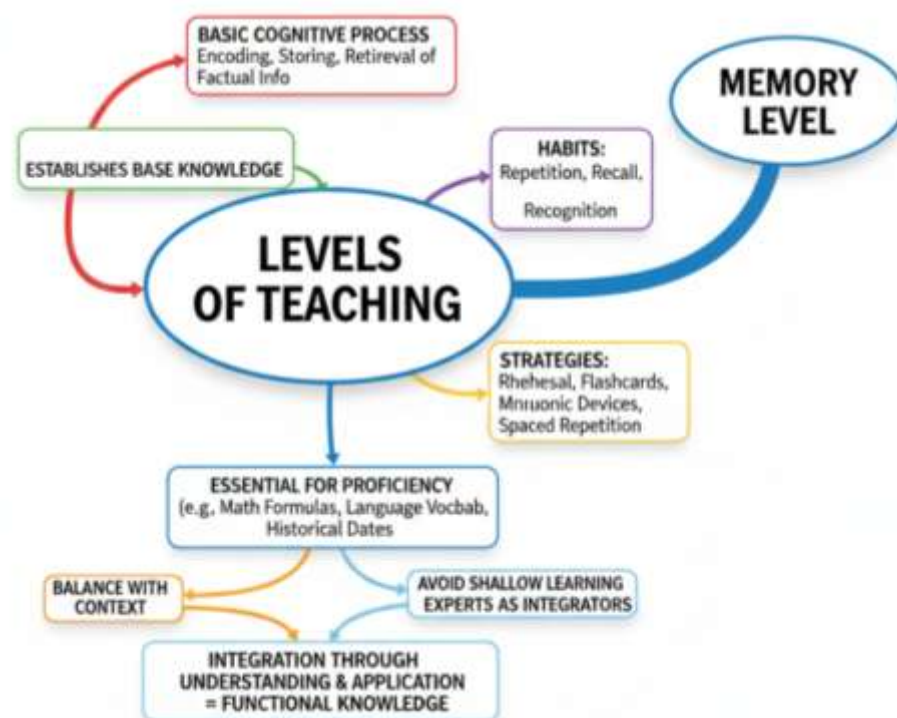 BASIC COGNITIVE PROCESS
Encoding, Storing, Retireval of
Factual Info
MEMORY
LEVEL
ESTABLISHES BASE KNOWLEDGE
HABITS:
Repetition, Recall,
Recognition
LEVELS
OF TEACHING
STRATEGIES:
Rhehesal, Flashcards,
Mnruonic Devices,
Spaced Repetition
ESSENTIAL FOR PROFICIENCY
(e.g, Math Formulas, Language Vocbab,
Historical Dates
BALANCE WITH
CONTEXT
AVOID SHALLOW LEARNING
EXPERTS AS INTEGRATORS
INTEGRATION THROUGH
UNDERSTANDING & APPLICATION
= FUNCTIONAL KNOWLEDGE